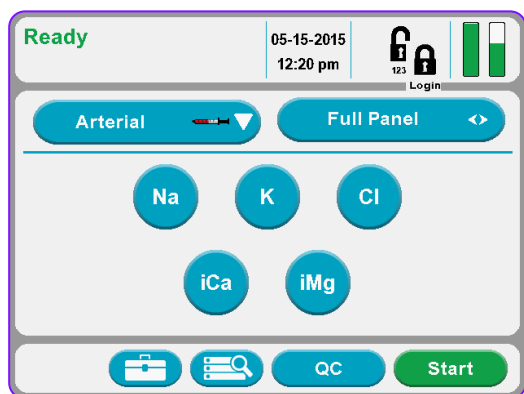 Ready
05-15-2015
12:20 pm
123
Login
Arterial
Full Panel
Na K Cl
iCa iMg
QC
Start